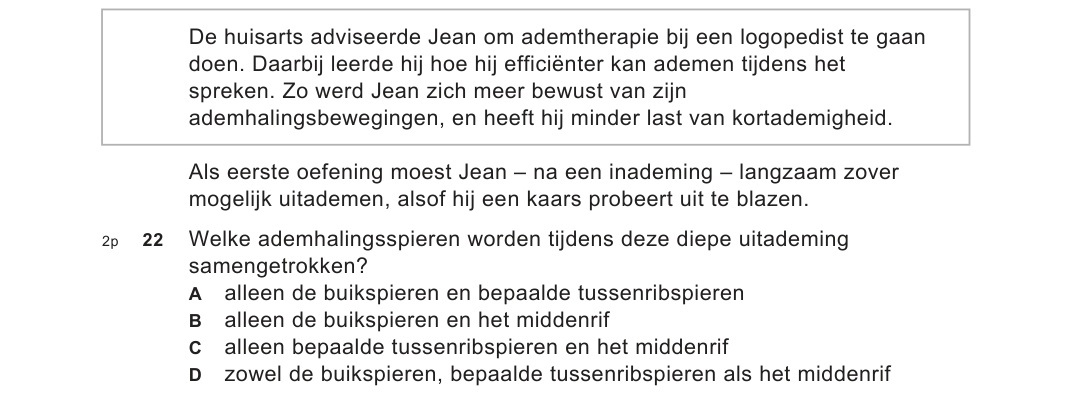 De huisarts adviseerde Jean om ademtherapie bij een logopedist te gaan
doen. Daarbij leerde hij hoe hij efficiënter kan ademen tijdens het
spreken. Zo werd Jean zich meer bewust van zijn
ademhalingsbewegingen, en heeft hij minder last van kortademigheid.
Als eerste oefening moest Jean – na een inademing – langzaam zover
mogelijk uitademen, alsof hij een kaars probeert uit te blazen.
2p 22 Welke ademhalingsspieren worden tijdens deze diepe uitademing
samengetrokken?
A alleen de buikspieren en bepaalde tussenribspieren
B alleen de buikspieren en het middenrif
C alleen bepaalde tussenribspieren en het middenrif
D zowel de buikspieren, bepaalde tussenribspieren als het middenrif